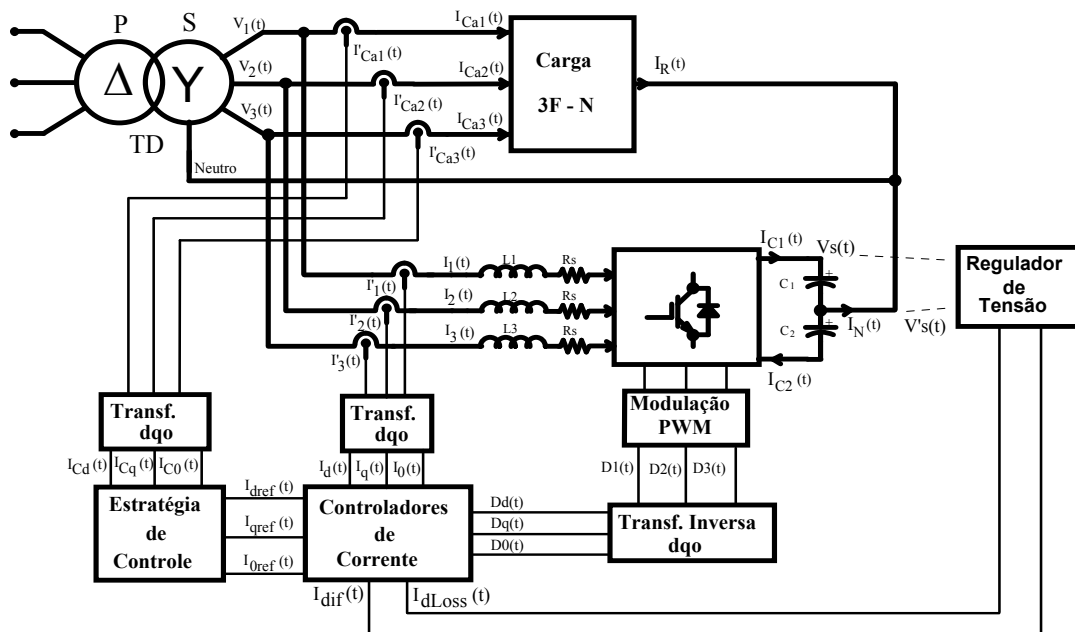 P
S
Δ
Y
TD
V1(t)
V2(t)
V3(t)
Neutro
I'Ca1(t)
I'Ca2(t)
I'Ca3(t)
ICa1(t)
ICa2(t)
ICa3(t)
Carga
3F - N
IR(t)
I1(t)
I2(t)
I3(t)
L1
L2
L3
Rs
Rs
Rs
I'1(t)
I'2(t)
I'3(t)
IC1(t)
Vs(t)
C1
+
C2
+
IN(t)
V's(t)
IC2(t)
Regulador
de
Tensão
Transf.
dqo
Transf.
dqo
Modulação
PWM
ICd(t)
ICq(t)
IC0(t)
Id(t)
Iq(t)
I0(t)
D1(t)
D2(t)
D3(t)
Estratégia
de
Controle
Idref(t)
Iqref(t)
I0ref(t)
Controladores
de
Corrente
Dd(t)
Dq(t)
D0(t)
Transf. Inversa
dqo
Idif(t)
IdLoss(t)